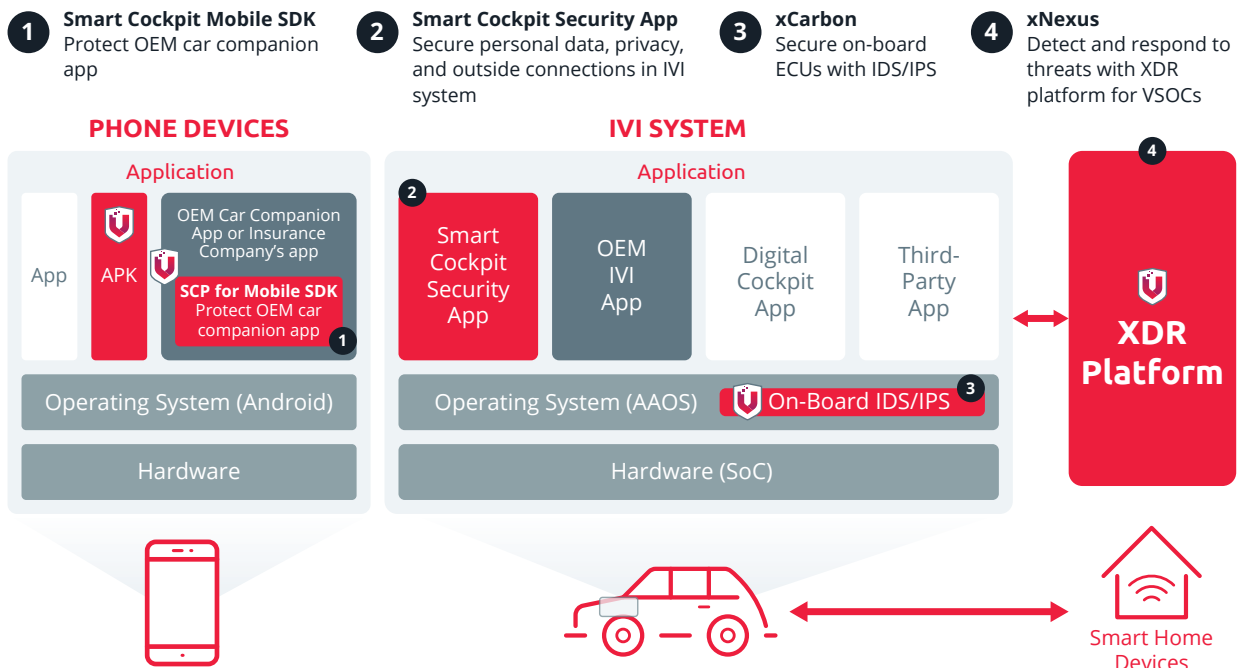 1
Smart Cockpit Mobile SDK
Protect OEM car companion
app
2
Smart Cockpit Security App
Secure personal data, privacy,
and outside connections in IVI
system
3
xCarbon
Secure on-board
ECUs with IDS/IPS
4
xNexus
Detect and respond to
threats with XDR
platform for VSOCs
PHONE DEVICES
Application
App
APK
OEM Car Companion
App or Insurance
Company’s app
SCP for Mobile SDK
Protect OEM car
companion app
1
Operating System (Android)
Hardware
IVI SYSTEM
Application
2
Smart
Cockpit
Security
App
OEM
IVI
App
Digital
Cockpit
App
Third-
Party
App
Operating System (AAOS)
On-Board IDS/IPS
3
Hardware (SoC)
4
XDR
Platform
Smart Home
Devices